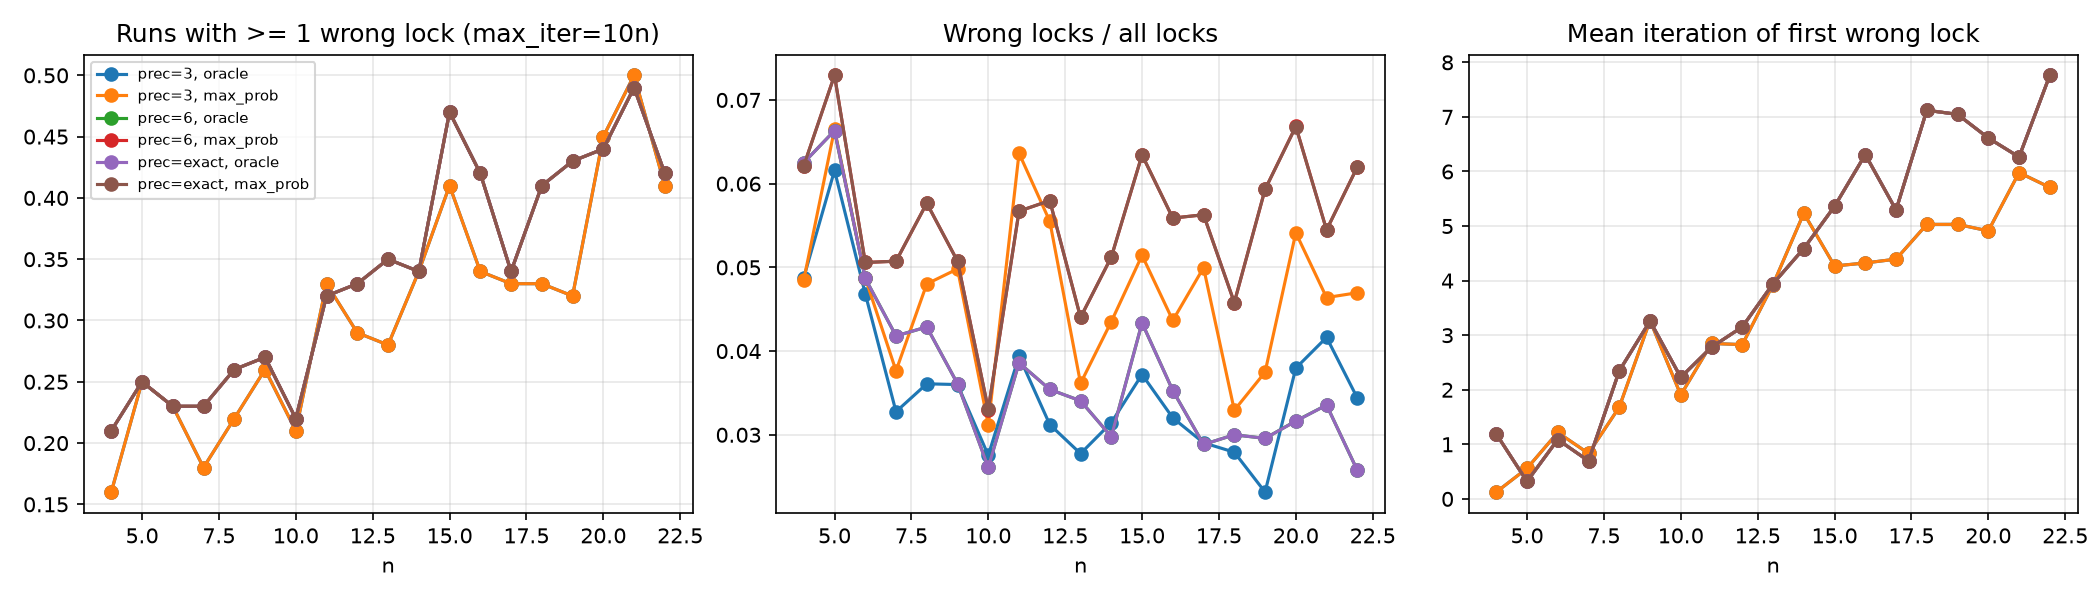 Runs with >= 1 wrong lock (max_iter=10n)
0.50
0.45
0.40
0.35
0.30
0.25
0.20
0.15
prec=3, oracle
prec=3, max_prob
prec=6, oracle
prec=6, max_prob
prec=exact, oracle
prec=exact, max_prob
5.0 7.5 10.0 12.5 15.0 17.5 20.0 22.5
n
Wrong locks / all locks
0.07
0.06
0.05
0.04
0.03
5.0 7.5 10.0 12.5 15.0 17.5 20.0 22.5
n
Mean iteration of first wrong lock
8
7
6
5
4
3
2
1
0
5.0 7.5 10.0 12.5 15.0 17.5 20.0 22.5
n